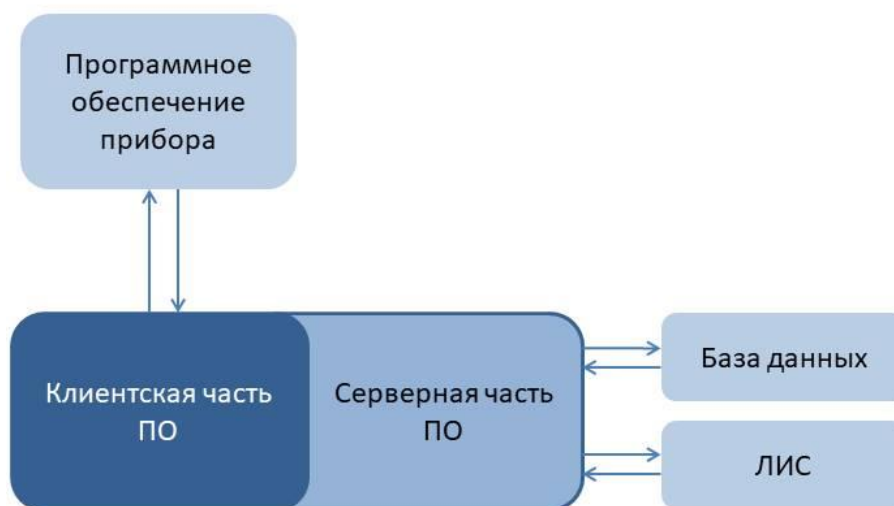 Программное
обеспечение
прибора
Клиентская часть
ПО
Серверная часть
ПО
База данных
ЛИС